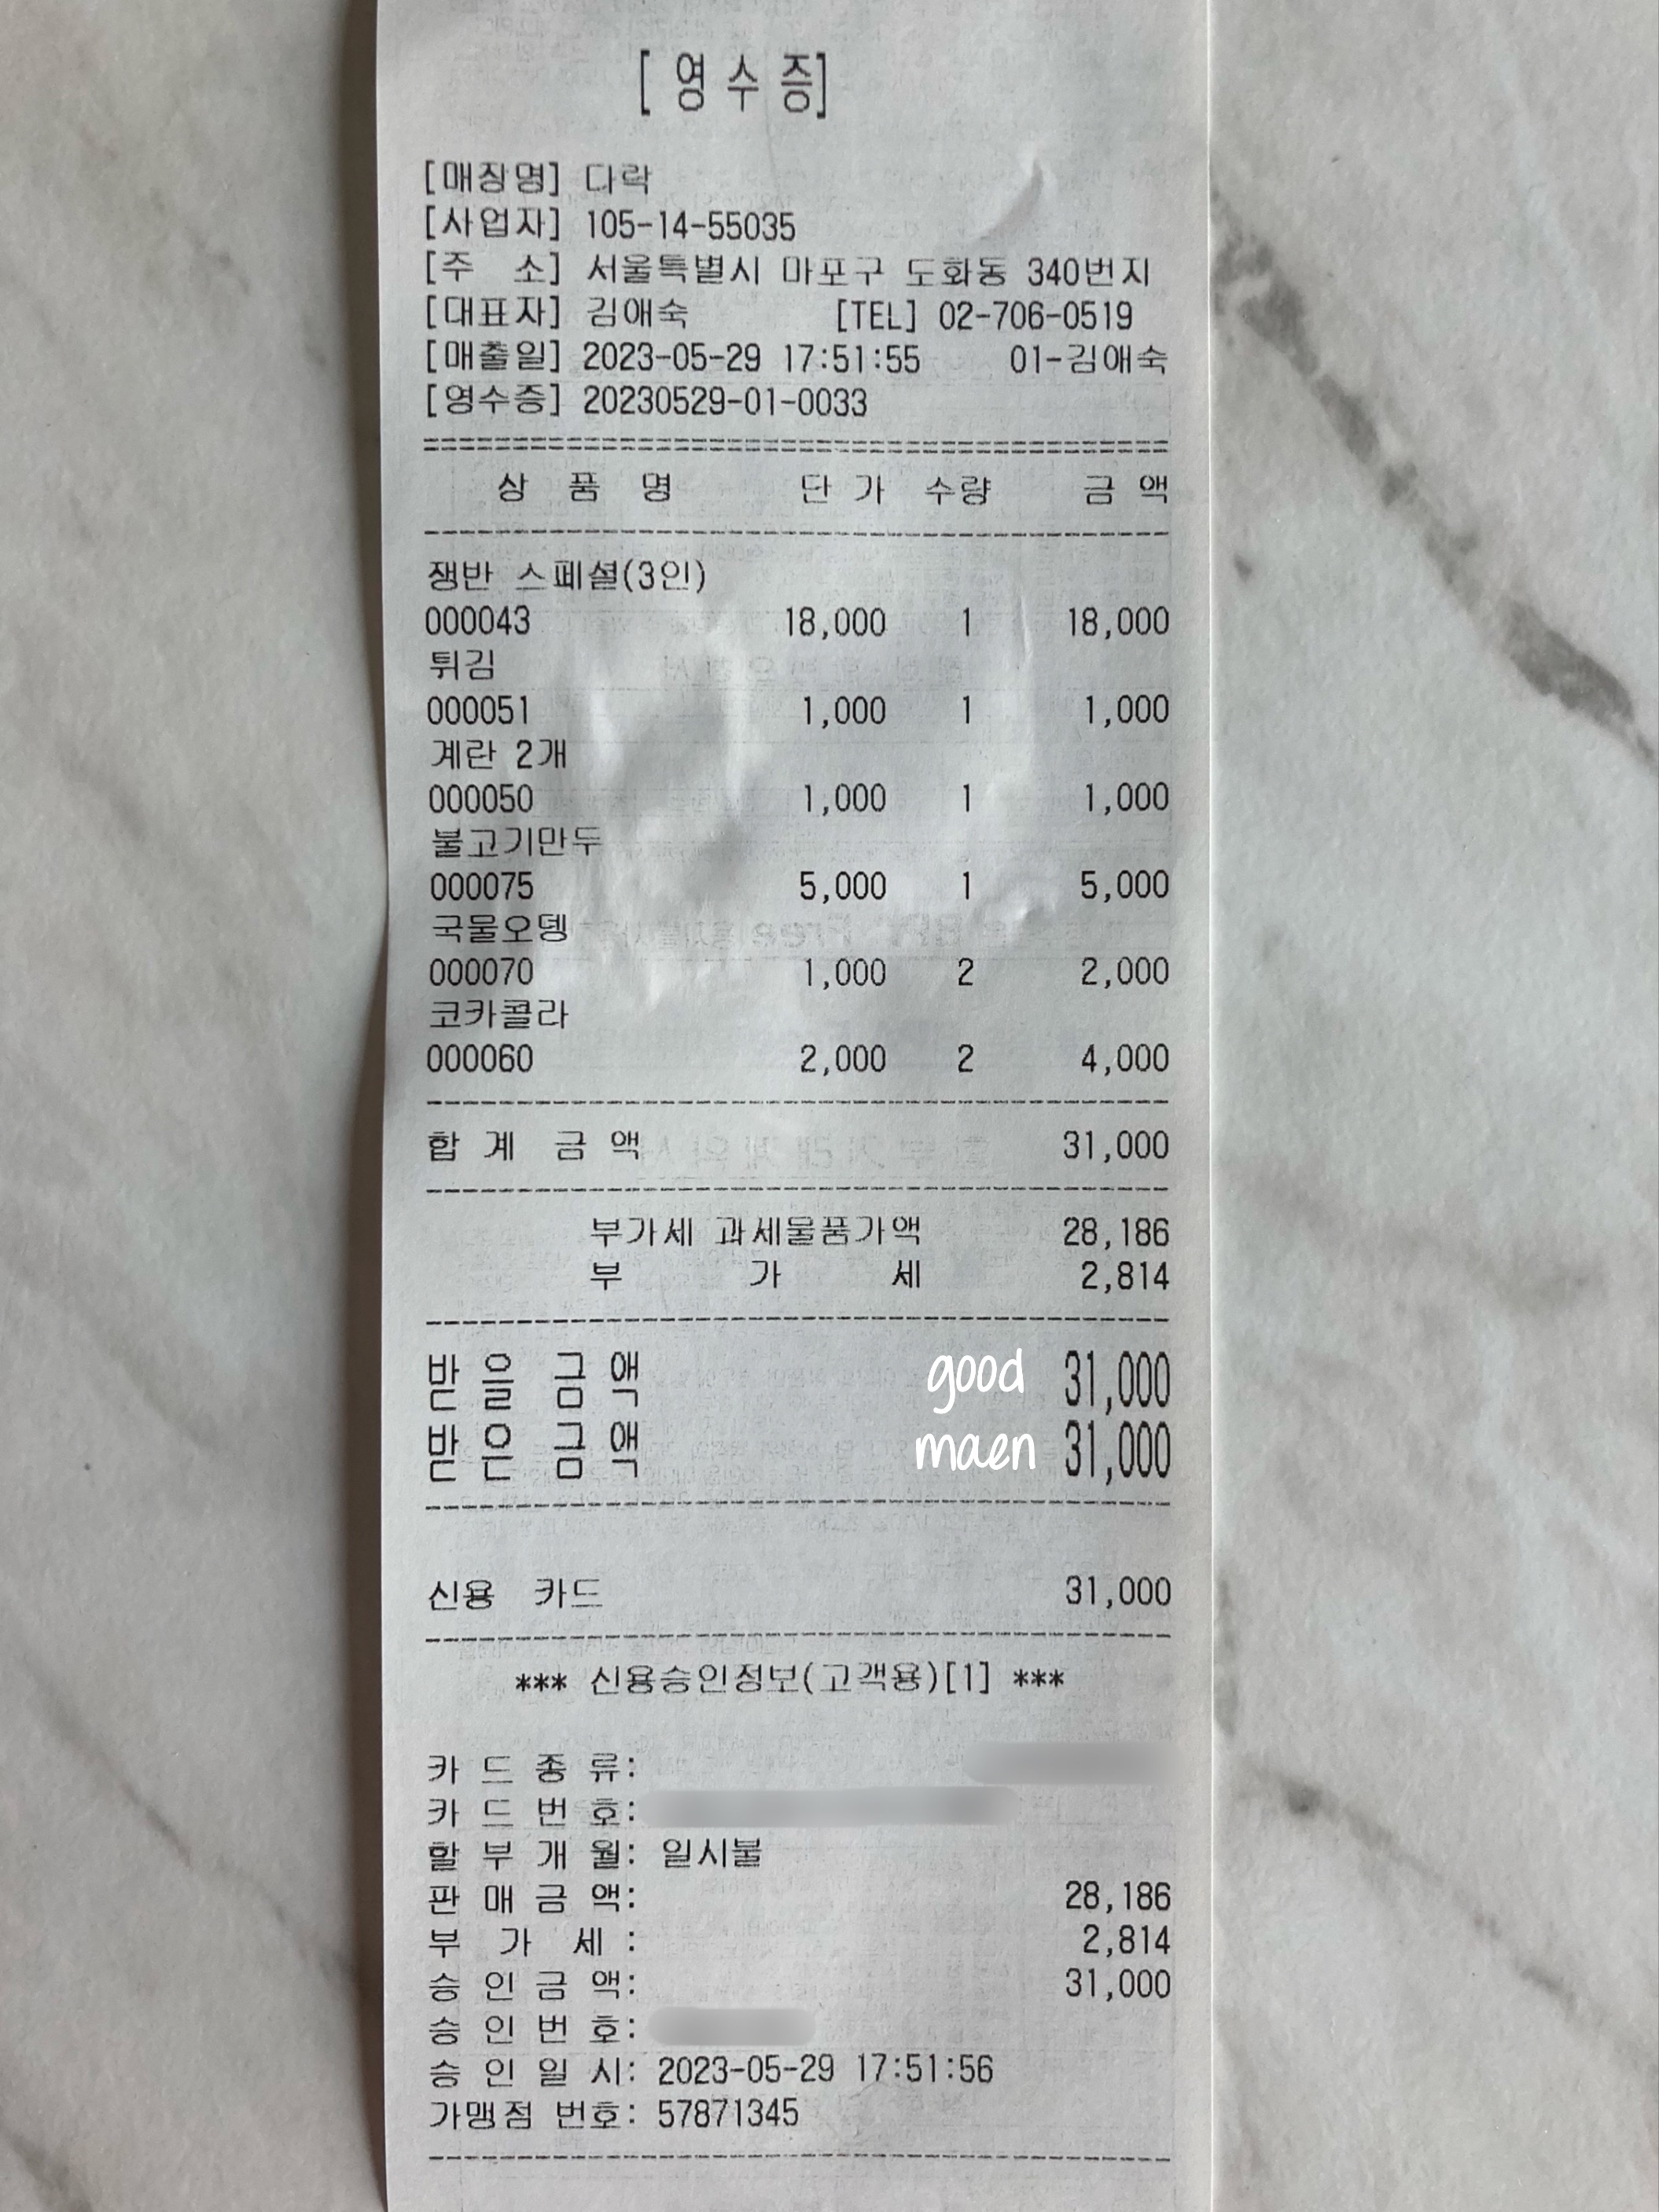 [ 영 수 증]
[매장명] 다락
[사업자] 105-14-55035
[주 소] 서울특별시 마포구 도화동 340번지
[대표자] 김애숙 [TEL] 02-706-0519
[매출일] 2023-05-29 17:51:55 01-김애숙
[영수증] 20230529-01-0033
상 품 명 단 가 수량 금 액
쟁반 스페셜(3인)
000043 18,000 1 18,000
튀김
000051 1,000 1 1,000
계란 2개
000050 1,000 1 1,000
불고기만두
000075 5,000 1 5,000
국물오뎅
000070 1,000 2 2,000
코카콜라
000060 2,000 2 4,000
합 계 금 액 31,000
부가세 과세물품가액 28,186
부 가 세 2,814
받 을 금 액 good 31,000
받 은 금 액 maen 31,000
신용 카드 31,000
*** 신용승인정보(고객용)[1] ***
카 드 종 류:
카 드 번 호:
할 부 개 월: 일시불
판 매 금 액: 28,186
부 가 세 : 2,814
승 인 금 액: 31,000
승 인 번 호:
승 인 일 시: 2023-05-29 17:51:56
가맹점 번호: 57871345